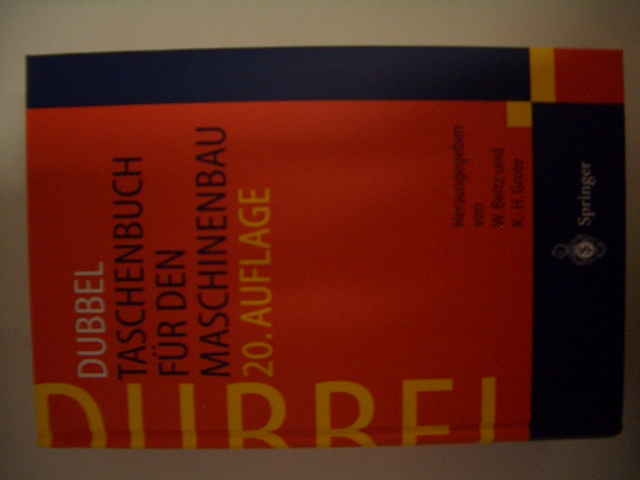 DUBBEL
TASCHENBUCH
FÜR DEN
MASCHINENBAU
20. AUFLAGE
Herausgegeben
von
W. Beitz und
K.-H. Grote
Springer
DUBBEL